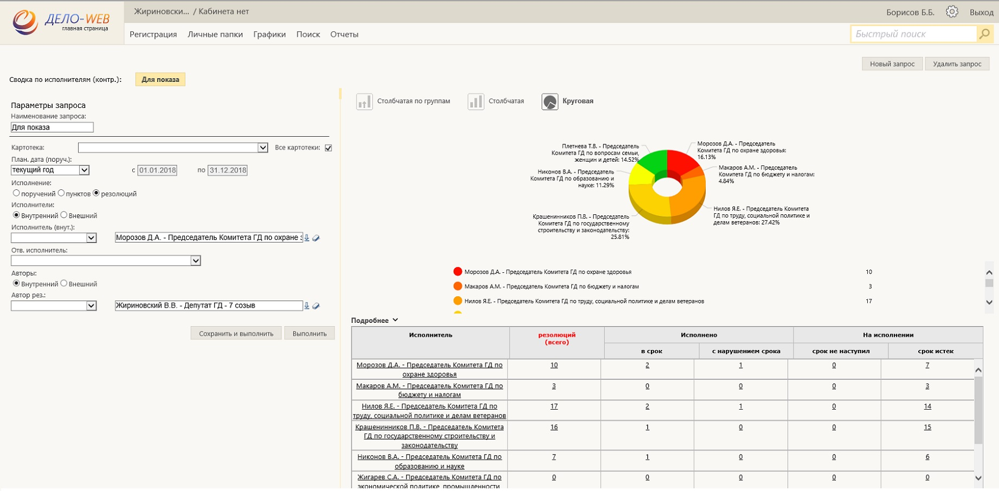 ДЕЛО-WEB
главная страница
Жириновски... / Кабинета нет
Борисов Б.Б.
Выход
Регистрация Личные папки Графики Поиск Отчеты
Быстрый поиск
Новый запрос Удалить запрос
Сводка по исполнителям (контр.): Для показа
Параметры запроса
Наименование запроса:
Для показа
Картотека:
Все картотеки:
План. дата (поруч.):
текущий год с 01.01.2018 по 31.12.2018
Исполнение:
поручений пунктов резолюций
Исполнители:
Внутренний Внешний
Исполнитель (внут.):
Морозов Д.А. - Председатель Комитета ГД по охране з
Отв. исполнитель:
Авторы:
Внутренний Внешний
Автор рез.:
Жириновский В.В. - Депутат ГД - 7 созыв
Сохранить и выполнить Выполнить
Столбчатая по группам Столбчатая Круговая
Плетнева Т.В. - Председатель
Комитета ГД по вопросам семьи,
женщин и детей: 14.52%
Никонов В.А. - Председатель
Комитета ГД по образованию и
науке: 11.29%
Крашенинников П.В. - Председатель
Комитета ГД по государственному
строительству и законодательству:
25.81%
Морозов Д.А. - Председатель
Комитета ГД по охране здоровья:
16.13%
Макаров А.М. - Председатель
Комитета ГД по бюджету и налогам:
4.84%
Нилов Я.Е. - Председатель Комитета
ГД по труду, социальной политике и
делам ветеранов: 27.42%
Морозов Д.А. - Председатель Комитета ГД по охране здоровья 10
Макаров А.М. - Председатель Комитета ГД по бюджету и налогам 3
Нилов Я.Е. - Председатель Комитета ГД по труду, социальной политике и делам ветеранов 17
Подробнее
Исполнитель резолюций Исполнено На исполнении
(всего)
в срок с нарушением срока срок не наступил срок истек
Морозов Д.А. - Председатель Комитета ГД по 10 2 1 0 7
охране здоровья
Макаров А.М. - Председатель Комитета ГД по 3 0 0 0 3
бюджету и налогам
Нилов Я.Е. - Председатель Комитета ГД по 17 2 1 0 14
труду, социальной политике и делам ветеранов
Крашенинников П.В. - Председатель Комитета 16 1 0 0 15
ГД по государственному строительству и
законодательству
Никонов В.А. - Председатель Комитета ГД по 7 1 0 0 6
образованию и науке
Жигарев С.А. - Председатель Комитета ГД по 0 0 0 0 0
экономической политике, промышленности